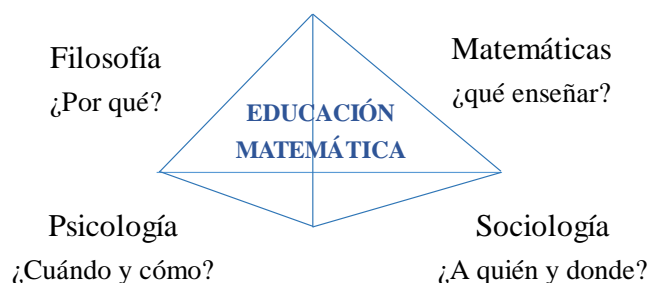 Filosofía
¿Por qué?
Matemáticas
¿qué enseñar?
EDUCACIÓN
MATEMÁTICA
Psicología
¿Cuándo y cómo?
Sociología
¿A quién y donde?